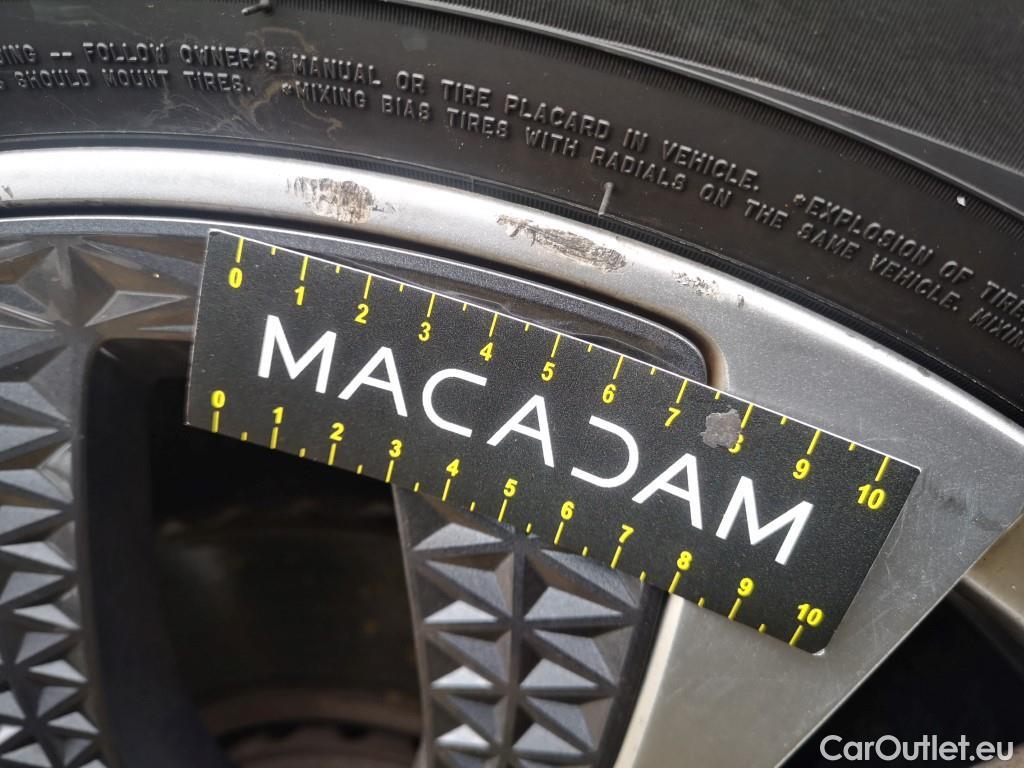 -- FOLLOW OWNER'S MANUAL OR TIRE PLACARD IN VEHICLE. *EXPLOSION OF TIRE
SHOULD MOUNT TIRES. *MIXING BIAS TIRES WITH RADIALS ON THE SAME VEHICLE. MIXIN
0 1 2 3 4 5 6 7 8 9 10
MACADAM
0 1 2 3 4 5 6 7 8 9 10
CarOutlet.eu